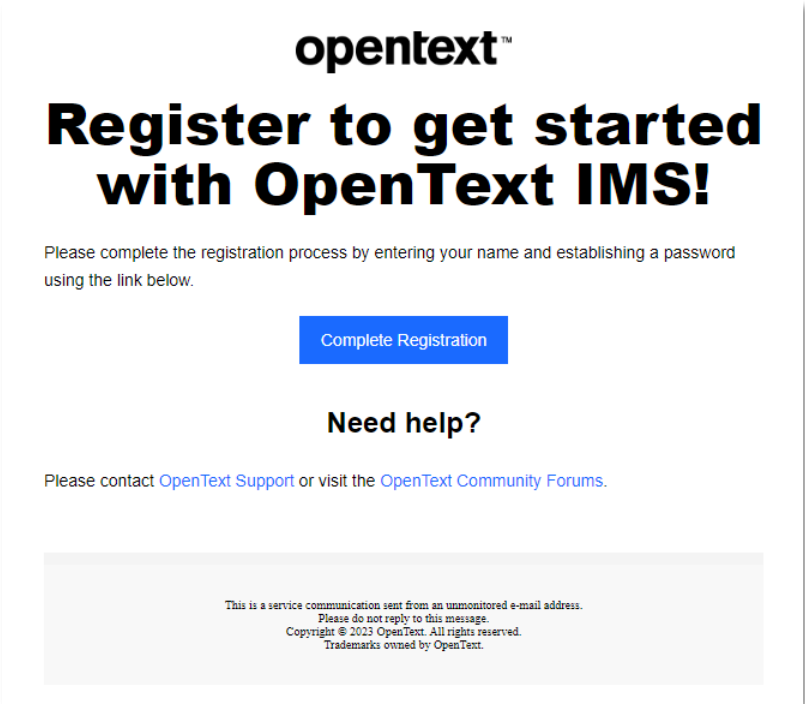 opentext™
Register to get started
with OpenText IMS!
Please complete the registration process by entering your name and establishing a password
using the link below.
Complete Registration
Need help?
Please contact OpenText Support or visit the OpenText Community Forums.
This is a service communication sent from an unmonitored e-mail address.
Please do not reply to this message.
Copyright © 2023 OpenText. All rights reserved.
Trademarks owned by OpenText.